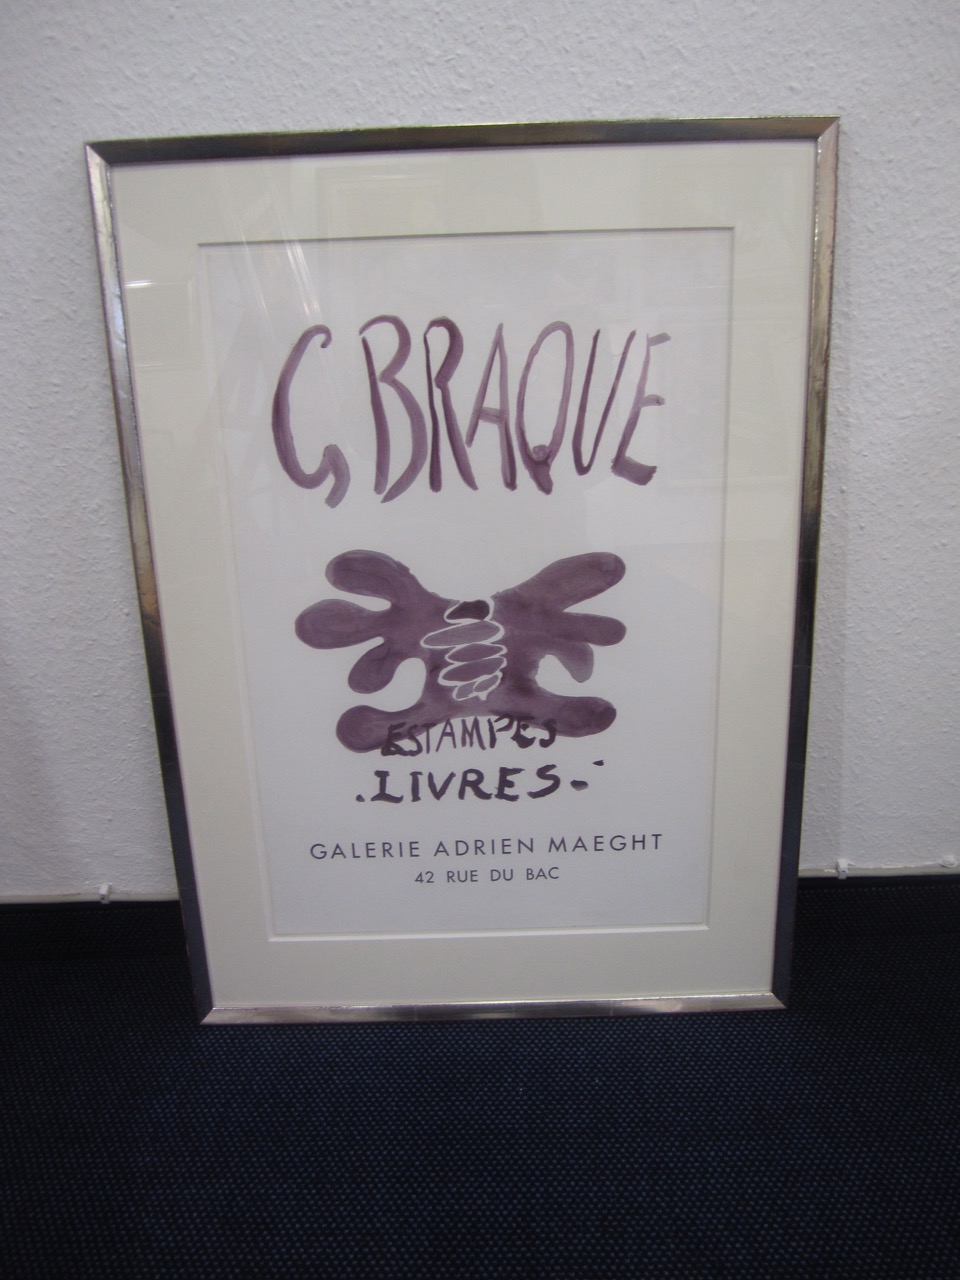 G, BRAQUE
ESTAMPES
. LIVRES -
GALERIE ADRIEN MAEGHT
42 RUE DU BAC